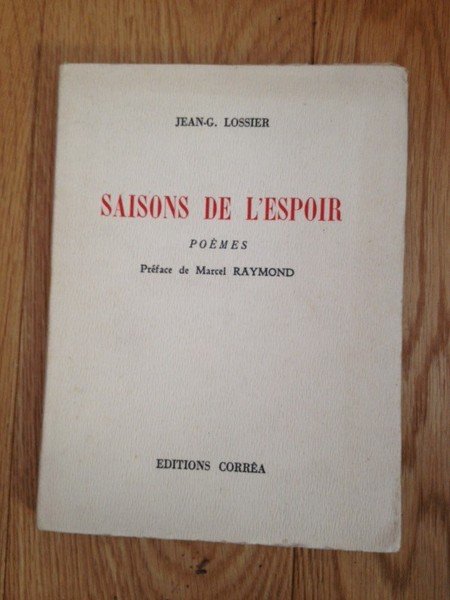 JEAN-G. LOSSIER
SAISONS DE L'ESPOIR
POÈMES
Préface de Marcel RAYMOND
EDITIONS CORRÊA